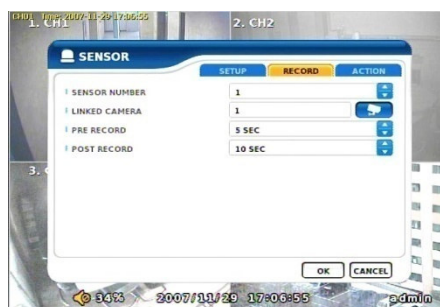 CH01 Time:2007-11-29 17:06:55
1. CH1 2. CH2
SENSOR
SETUP RECORD ACTION
SENSOR NUMBER 1
LINKED CAMERA 1
PRE RECORD 5 SEC
POST RECORD 10 SEC
3.
OK CANCEL
34% 2007/11/29 17:06:55 admin